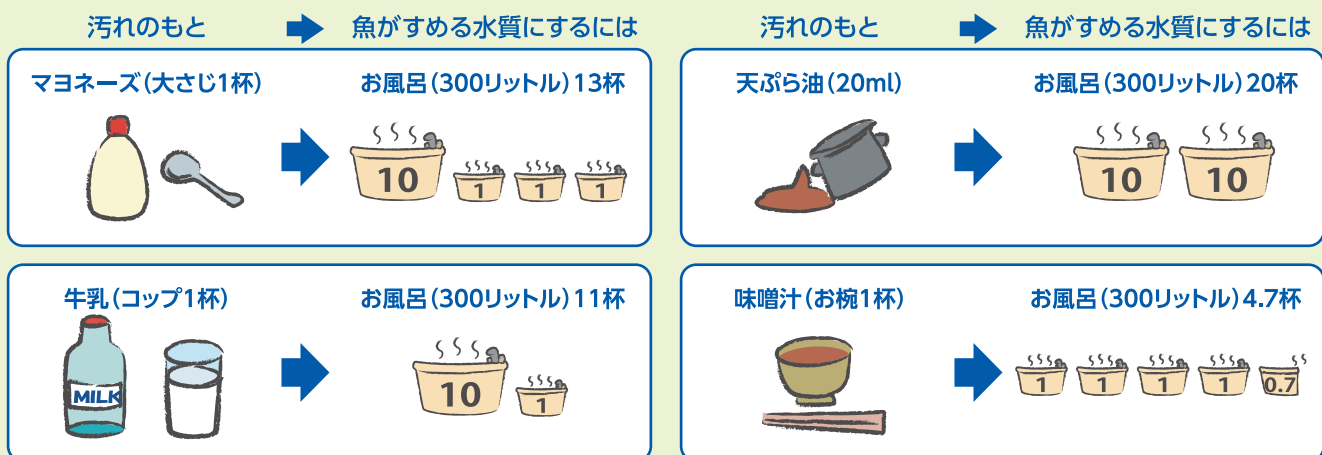 汚れのもと
魚がすめる水質にするには
汚れのもと
魚がすめる水質にするには
マヨネーズ(大さじ1杯)
お風呂(300リットル)13杯
10
1
1
1
天ぷら油(20ml)
お風呂(300リットル)20杯
10
10
牛乳(コップ1杯)
お風呂(300リットル)11杯
MILK
10
1
味噌汁(お椀1杯)
お風呂(300リットル)4.7杯
1
1
1
1
0.7